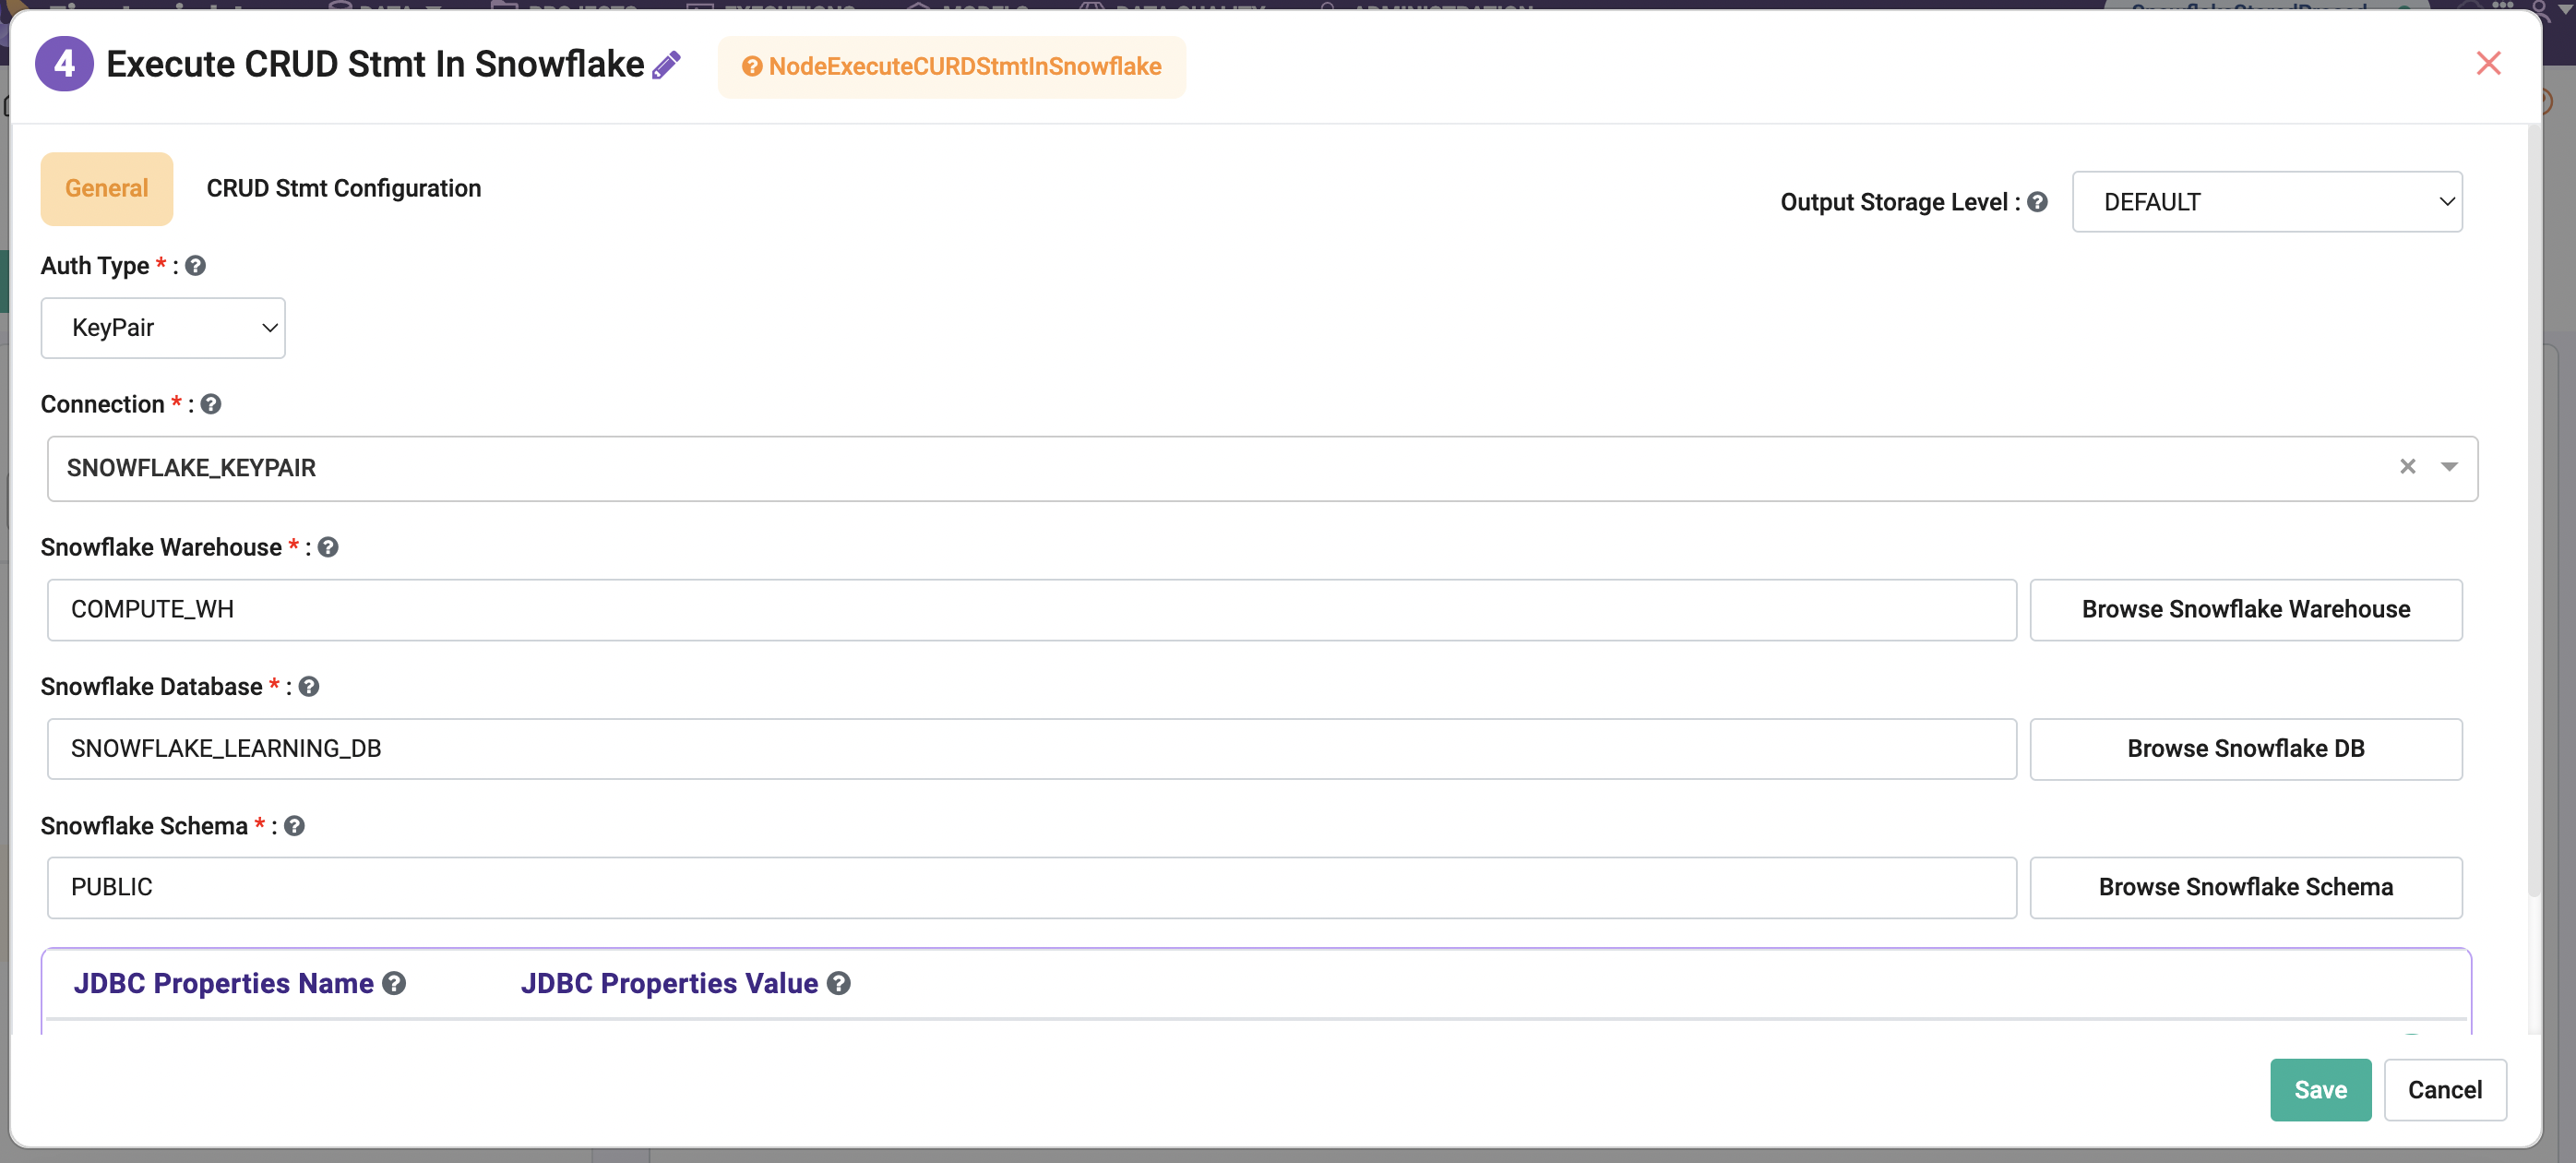 4 Execute CRUD Stmt In Snowflake NodeExecuteCURDStmtInSnowflake
General CRUD Stmt Configuration Output Storage Level : DEFAULT
Auth Type * :
KeyPair
Connection * :
SNOWFLAKE_KEYPAIR
Snowflake Warehouse * :
COMPUTE_WH Browse Snowflake Warehouse
Snowflake Database * :
SNOWFLAKE_LEARNING_DB Browse Snowflake DB
Snowflake Schema * :
PUBLIC Browse Snowflake Schema
JDBC Properties Name JDBC Properties Value
Save Cancel